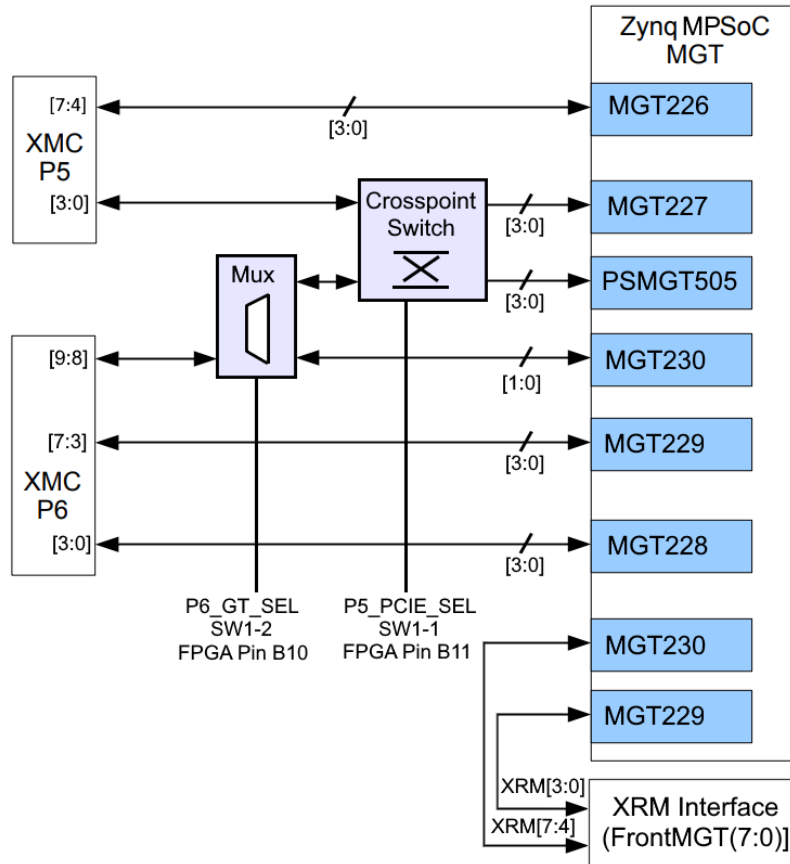 Zynq MPSoC
MGT
[7:4]
XMC
P5
[3:0]
[3:0]
MGT226
Crosspoint
Switch
[3:0]
MGT227
Mux
[3:0]
PSMGT505
[9:8]
[1:0]
MGT230
[7:3]
XMC
P6
[3:0]
[3:0]
MGT229
[3:0]
MGT228
P6_GT_SEL
SW1-2
FPGA Pin B10
P5_PCIE_SEL
SW1-1
FPGA Pin B11
MGT230
MGT229
XRM[3:0]
XRM[7:4]
XRM Interface
(FrontMGT(7:0)]